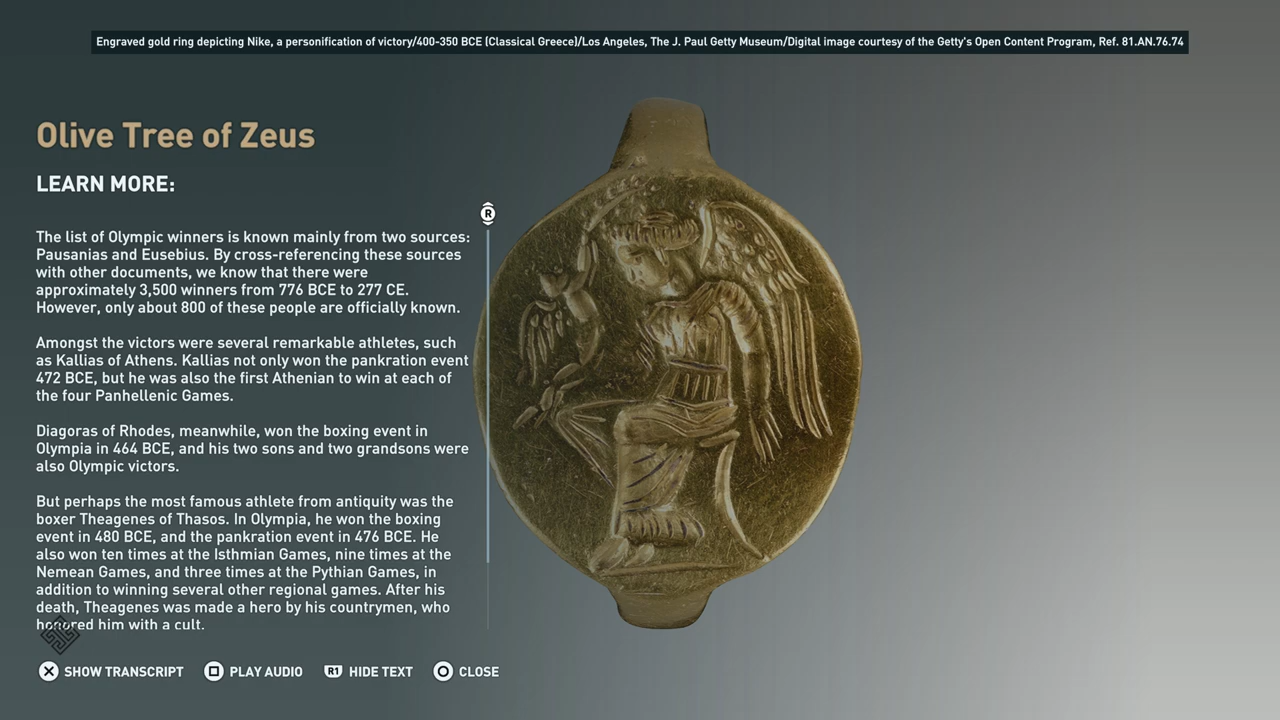 Engraved gold ring depicting Nike, a personification of victory/400-350 BCE (Classical Greece)/Los Angeles, The J. Paul Getty Museum/Digital image courtesy of the Getty's Open Content Program, Ref. 81.AN.76.74
Olive Tree of Zeus
LEARN MORE:
R
The list of Olympic winners is known mainly from two sources:
Pausanias and Eusebius. By cross-referencing these sources
with other documents, we know that there were
approximately 3,500 winners from 776 BCE to 277 CE.
However, only about 800 of these people are officially known.
Amongst the victors were several remarkable athletes, such
as Kallias of Athens. Kallias not only won the pankration event
472 BCE, but he was also the first Athenian to win at each of
the four Panhellenic Games.
Diagoras of Rhodes, meanwhile, won the boxing event in
Olympia in 464 BCE, and his two sons and two grandsons were
also Olympic victors.
But perhaps the most famous athlete from antiquity was the
boxer Theagenes of Thasos. In Olympia, he won the boxing
event in 480 BCE, and the pankration event in 476 BCE. He
also won ten times at the Isthmian Games, nine times at the
Nemean Games, and three times at the Pythian Games, in
addition to winning several other regional games. After his
death, Theagenes was made a hero by his countrymen, who
honored him with a cult.
SHOW TRANSCRIPT PLAY AUDIO R1 HIDE TEXT CLOSE